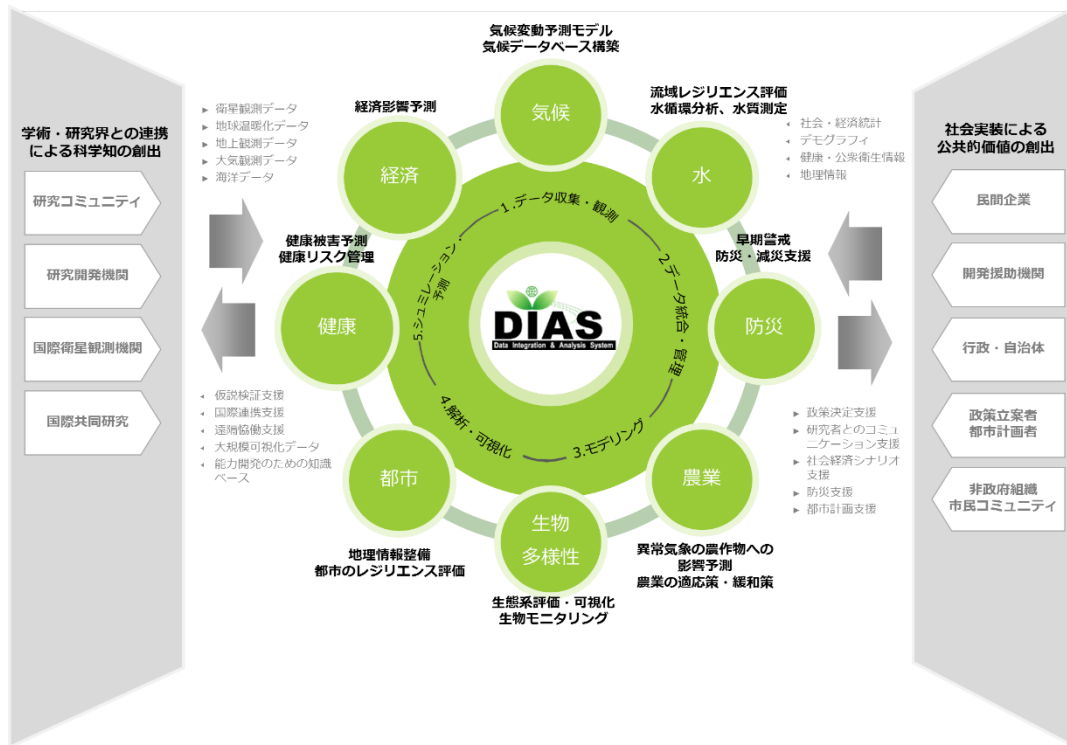 気候変動予測モデル
気候データベース構築
気候
流域レジリエンス評価
水循環分析、水質測定
水
経済影響予測
経済
学術・研究界との連携
による科学知の創出
研究コミュニティ
研究開発機関
国際衛星観測機関
国際共同研究
衛星観測データ
地球温暖化データ
地上観測データ
大気観測データ
海洋データ
社会・経済統計
デモグラフィ
健康・公衆衛生情報
地理情報
社会実装による
公共的価値の創出
民間企業
開発援助機関
行政・自治体
政策立案者
都市計画者
非政府組織
市民コミュニティ
健康被害予測
健康リスク管理
健康
早期警戒
防災・減災支援
防災
1.データ収集・観測
2.データ統合・管理
3.モデリング
4.解析・可視化
5.シュミレーション・
予測
DIAS
Data Integration & Analysis System
仮説検証支援
国際連携支援
遠隔恊働支援
大規模可視化データ
能力開発のための知識
ベース
政策決定支援
研究者とのコミュ
ニケーション支援
社会経済シナリオ
支援
防災支援
都市計画支援
都市
地理情報整備
都市のレジリエンス評価
生物
多様性
生態系評価・可視化
生物モニタリング
農業
異常気象の農作物への
影響予測
農業の適応策・緩和策